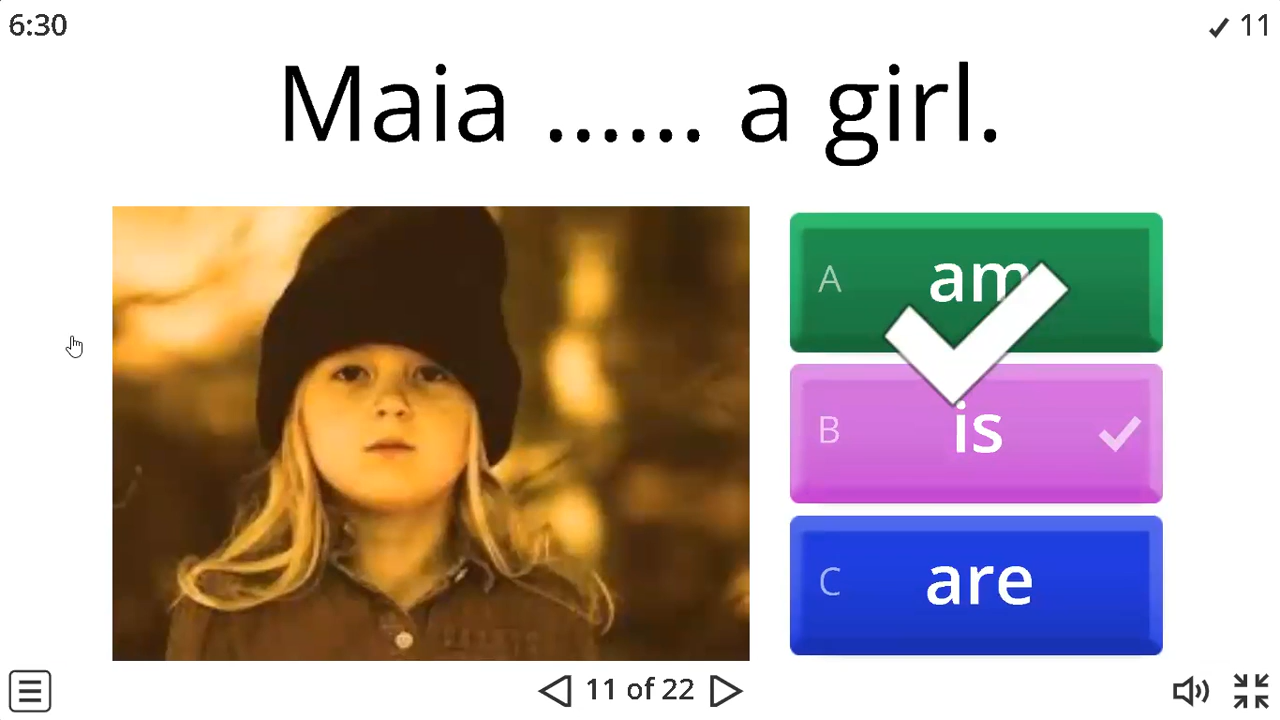 6:30
11
Maia ...... a girl.
A am
B is
C are
11 of 22